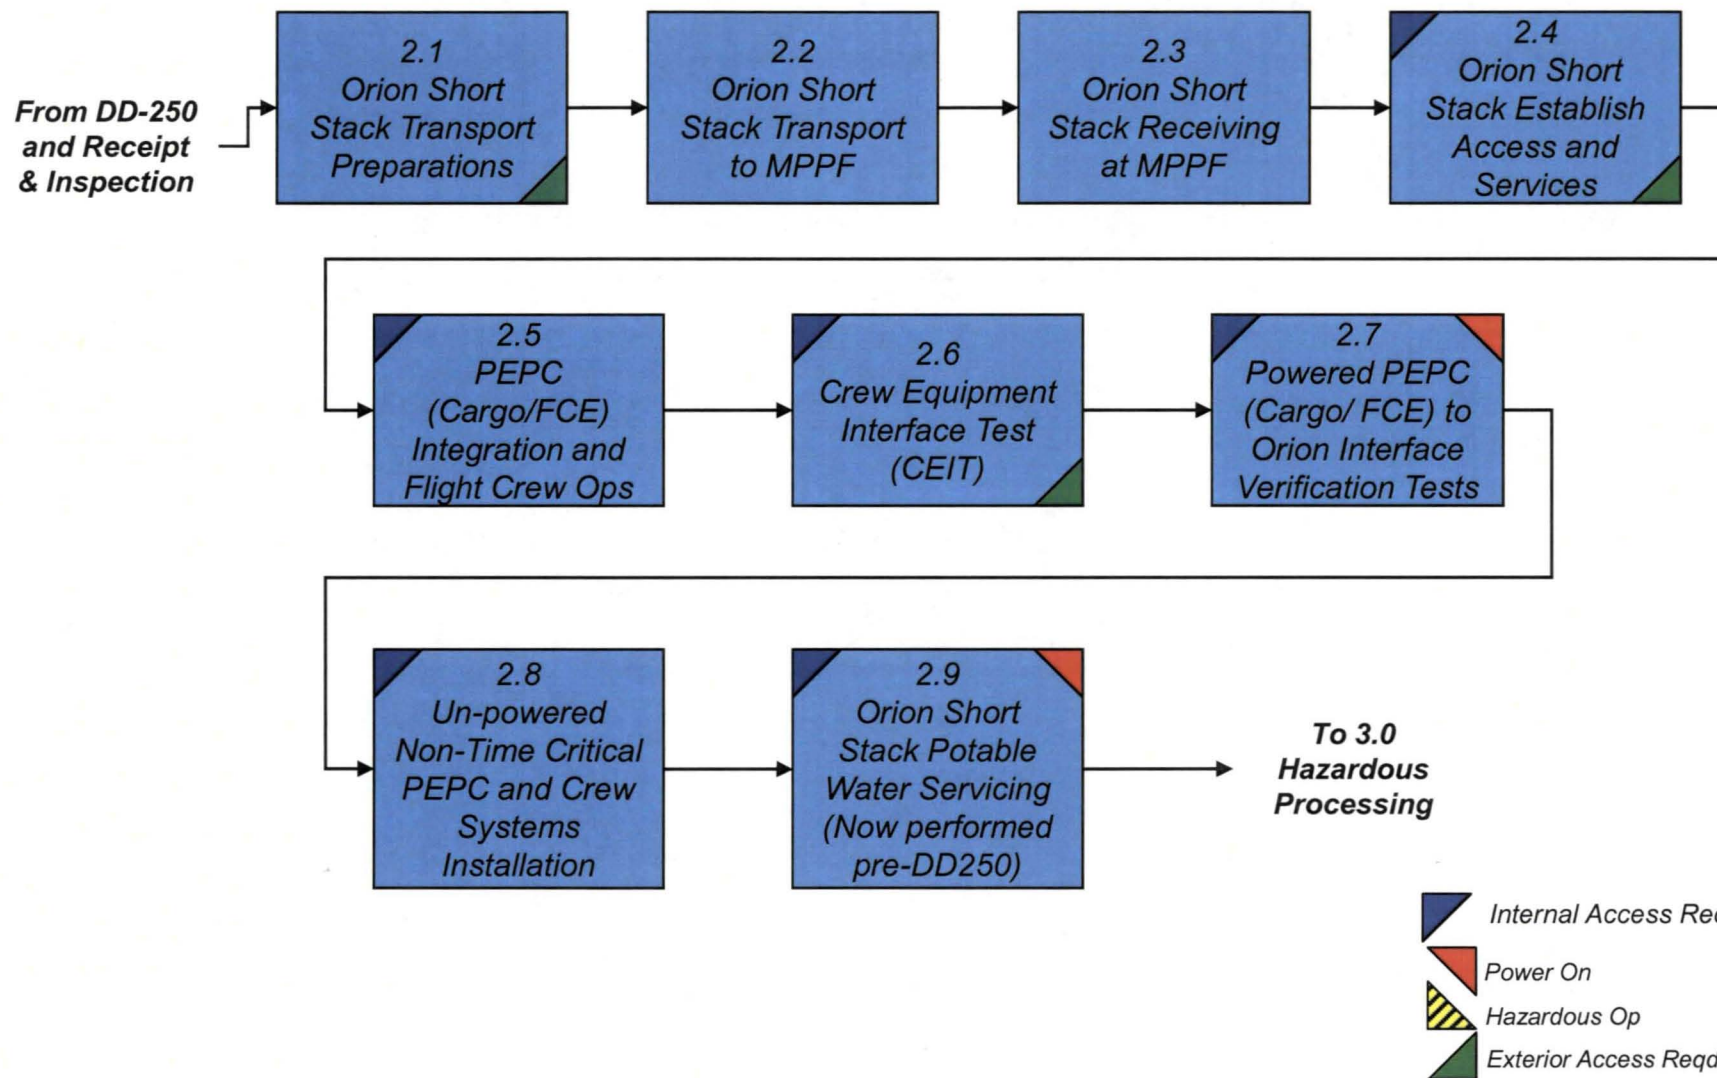 From DD-250
and Receipt
& Inspection
2.1
Orion Short
Stack Transport
Preparations
2.2
Orion Short
Stack Transport
to MPPF
2.3
Orion Short
Stack Receiving
at MPPF
2.4
Orion Short
Stack Establish
Access and
Services
2.5
PEPC
(Cargo/FCE)
Integration and
Flight Crew Ops
2.6
Crew Equipment
Interface Test
(CEIT)
2.7
Powered PEPC
(Cargo/ FCE) to
Orion Interface
Verification Tests
2.8
Un-powered
Non-Time Critical
PEPC and Crew
Systems
Installation
2.9
Orion Short
Stack Potable
Water Servicing
(Now performed
pre-DD250)
To 3.0
Hazardous
Processing
Internal Access
Power On
Hazardous Op
Exterior Access Reqd